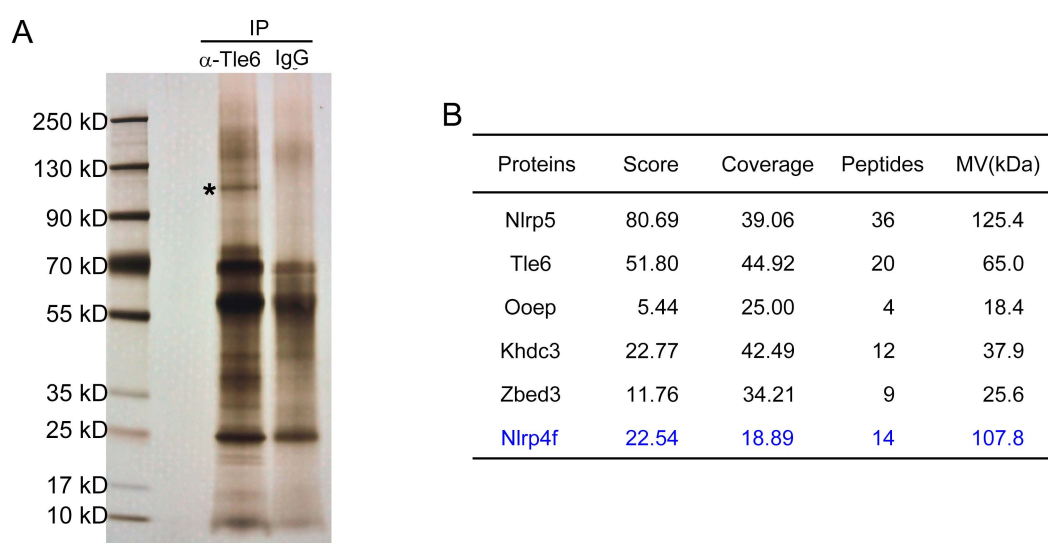 A
IP
α-Tle6 IgG
250 kD
130 kD
90 kD
*
70 kD
55 kD
35 kD
25 kD
17 kD
10 kD
B
Proteins Score Coverage Peptides MV(kDa)
Nlrp5 80.69 39.06 36 125.4
Tle6 51.80 44.92 20 65.0
Ooep 5.44 25.00 4 18.4
Khdc3 22.77 42.49 12 37.9
Zbed3 11.76 34.21 9 25.6
Nlrp4f 22.54 18.89 14 107.8